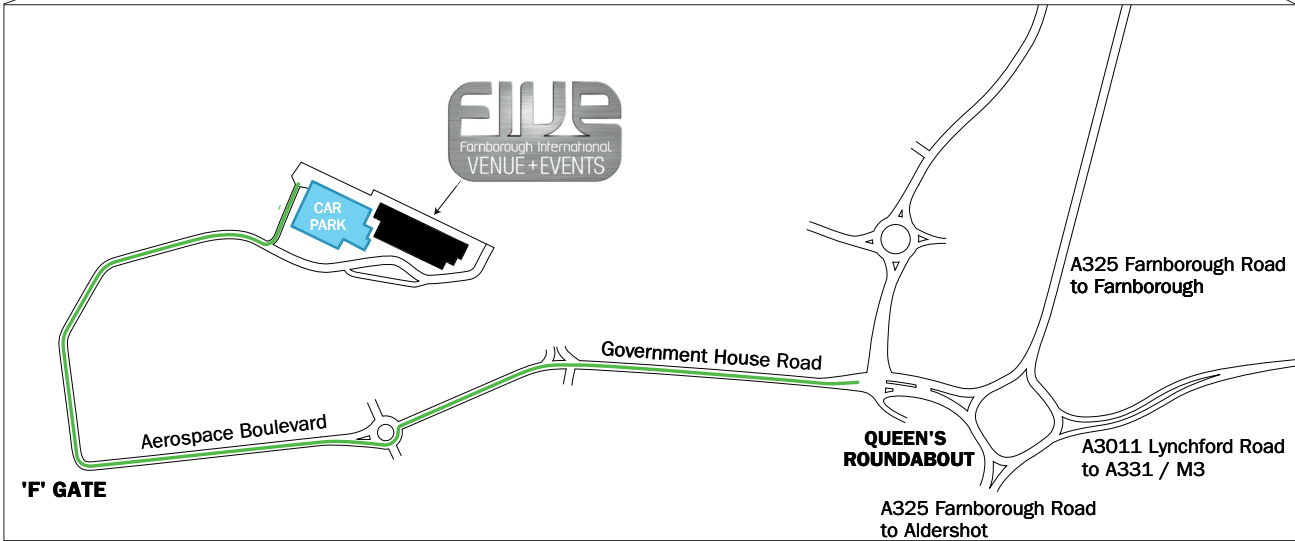 FIVE
Farnborough International
VENUE+EVENTS
CAR
PARK
A325 Farnborough Road
to Farnborough
Government House Road
Aerospace Boulevard
QUEEN'S
ROUNDABOUT
A3011 Lynchford Road
to A331 / M3
'F' GATE
A325 Farnborough Road
to Aldershot